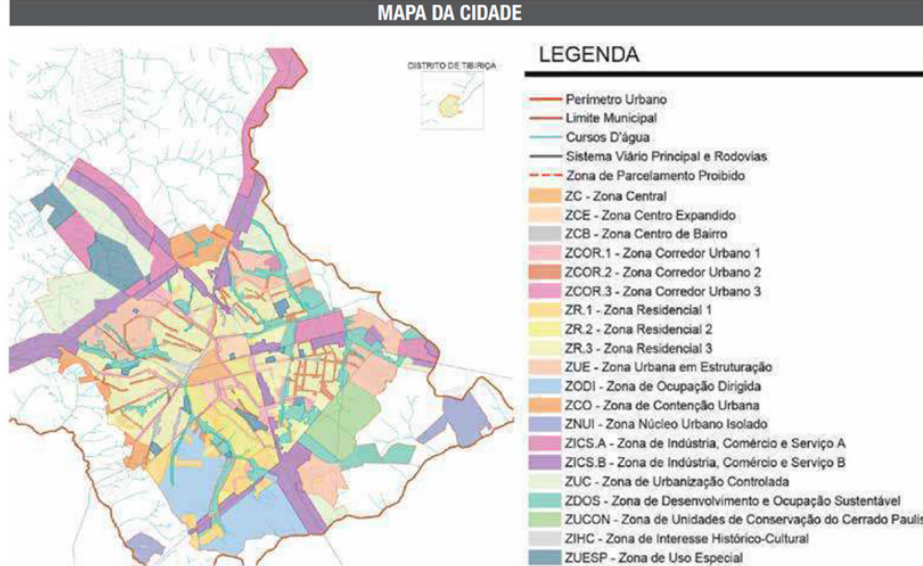 MAPA DA CIDADE
DISTRITO DE TIBIRIÇA
LEGENDA
Perímetro Urbano
Limite Municipal
Cursos D'água
Sistema Viário Principal e Rodovias
Zona de Parcelamento Proibido
ZC - Zona Central
ZCE - Zona Centro Expandido
ZCB - Zona Centro de Bairro
ZCOR.1 - Zona Corredor Urbano 1
ZCOR.2 - Zona Corredor Urbano 2
ZCOR.3 - Zona Corredor Urbano 3
ZR.1 - Zona Residencial 1
ZR.2 - Zona Residencial 2
ZR.3 - Zona Residencial 3
ZUE - Zona Urbana em Estruturação
ZODI - Zona de Ocupação Dirigida
ZCO - Zona de Contenção Urbana
ZNUI - Zona Núcleo Urbano Isolado
ZICS.A - Zona de Indústria, Comércio e Serviço A
ZICS.B - Zona de Indústria, Comércio e Serviço B
ZUC - Zona de Urbanização Controlada
ZDOS - Zona de Desenvolvimento e Ocupação Sustentável
ZUCON - Zona de Unidades de Conservação do Cerrado Paulis
ZIHC - Zona de Interesse Histórico-Cultural
ZUESP - Zona de Uso Especial